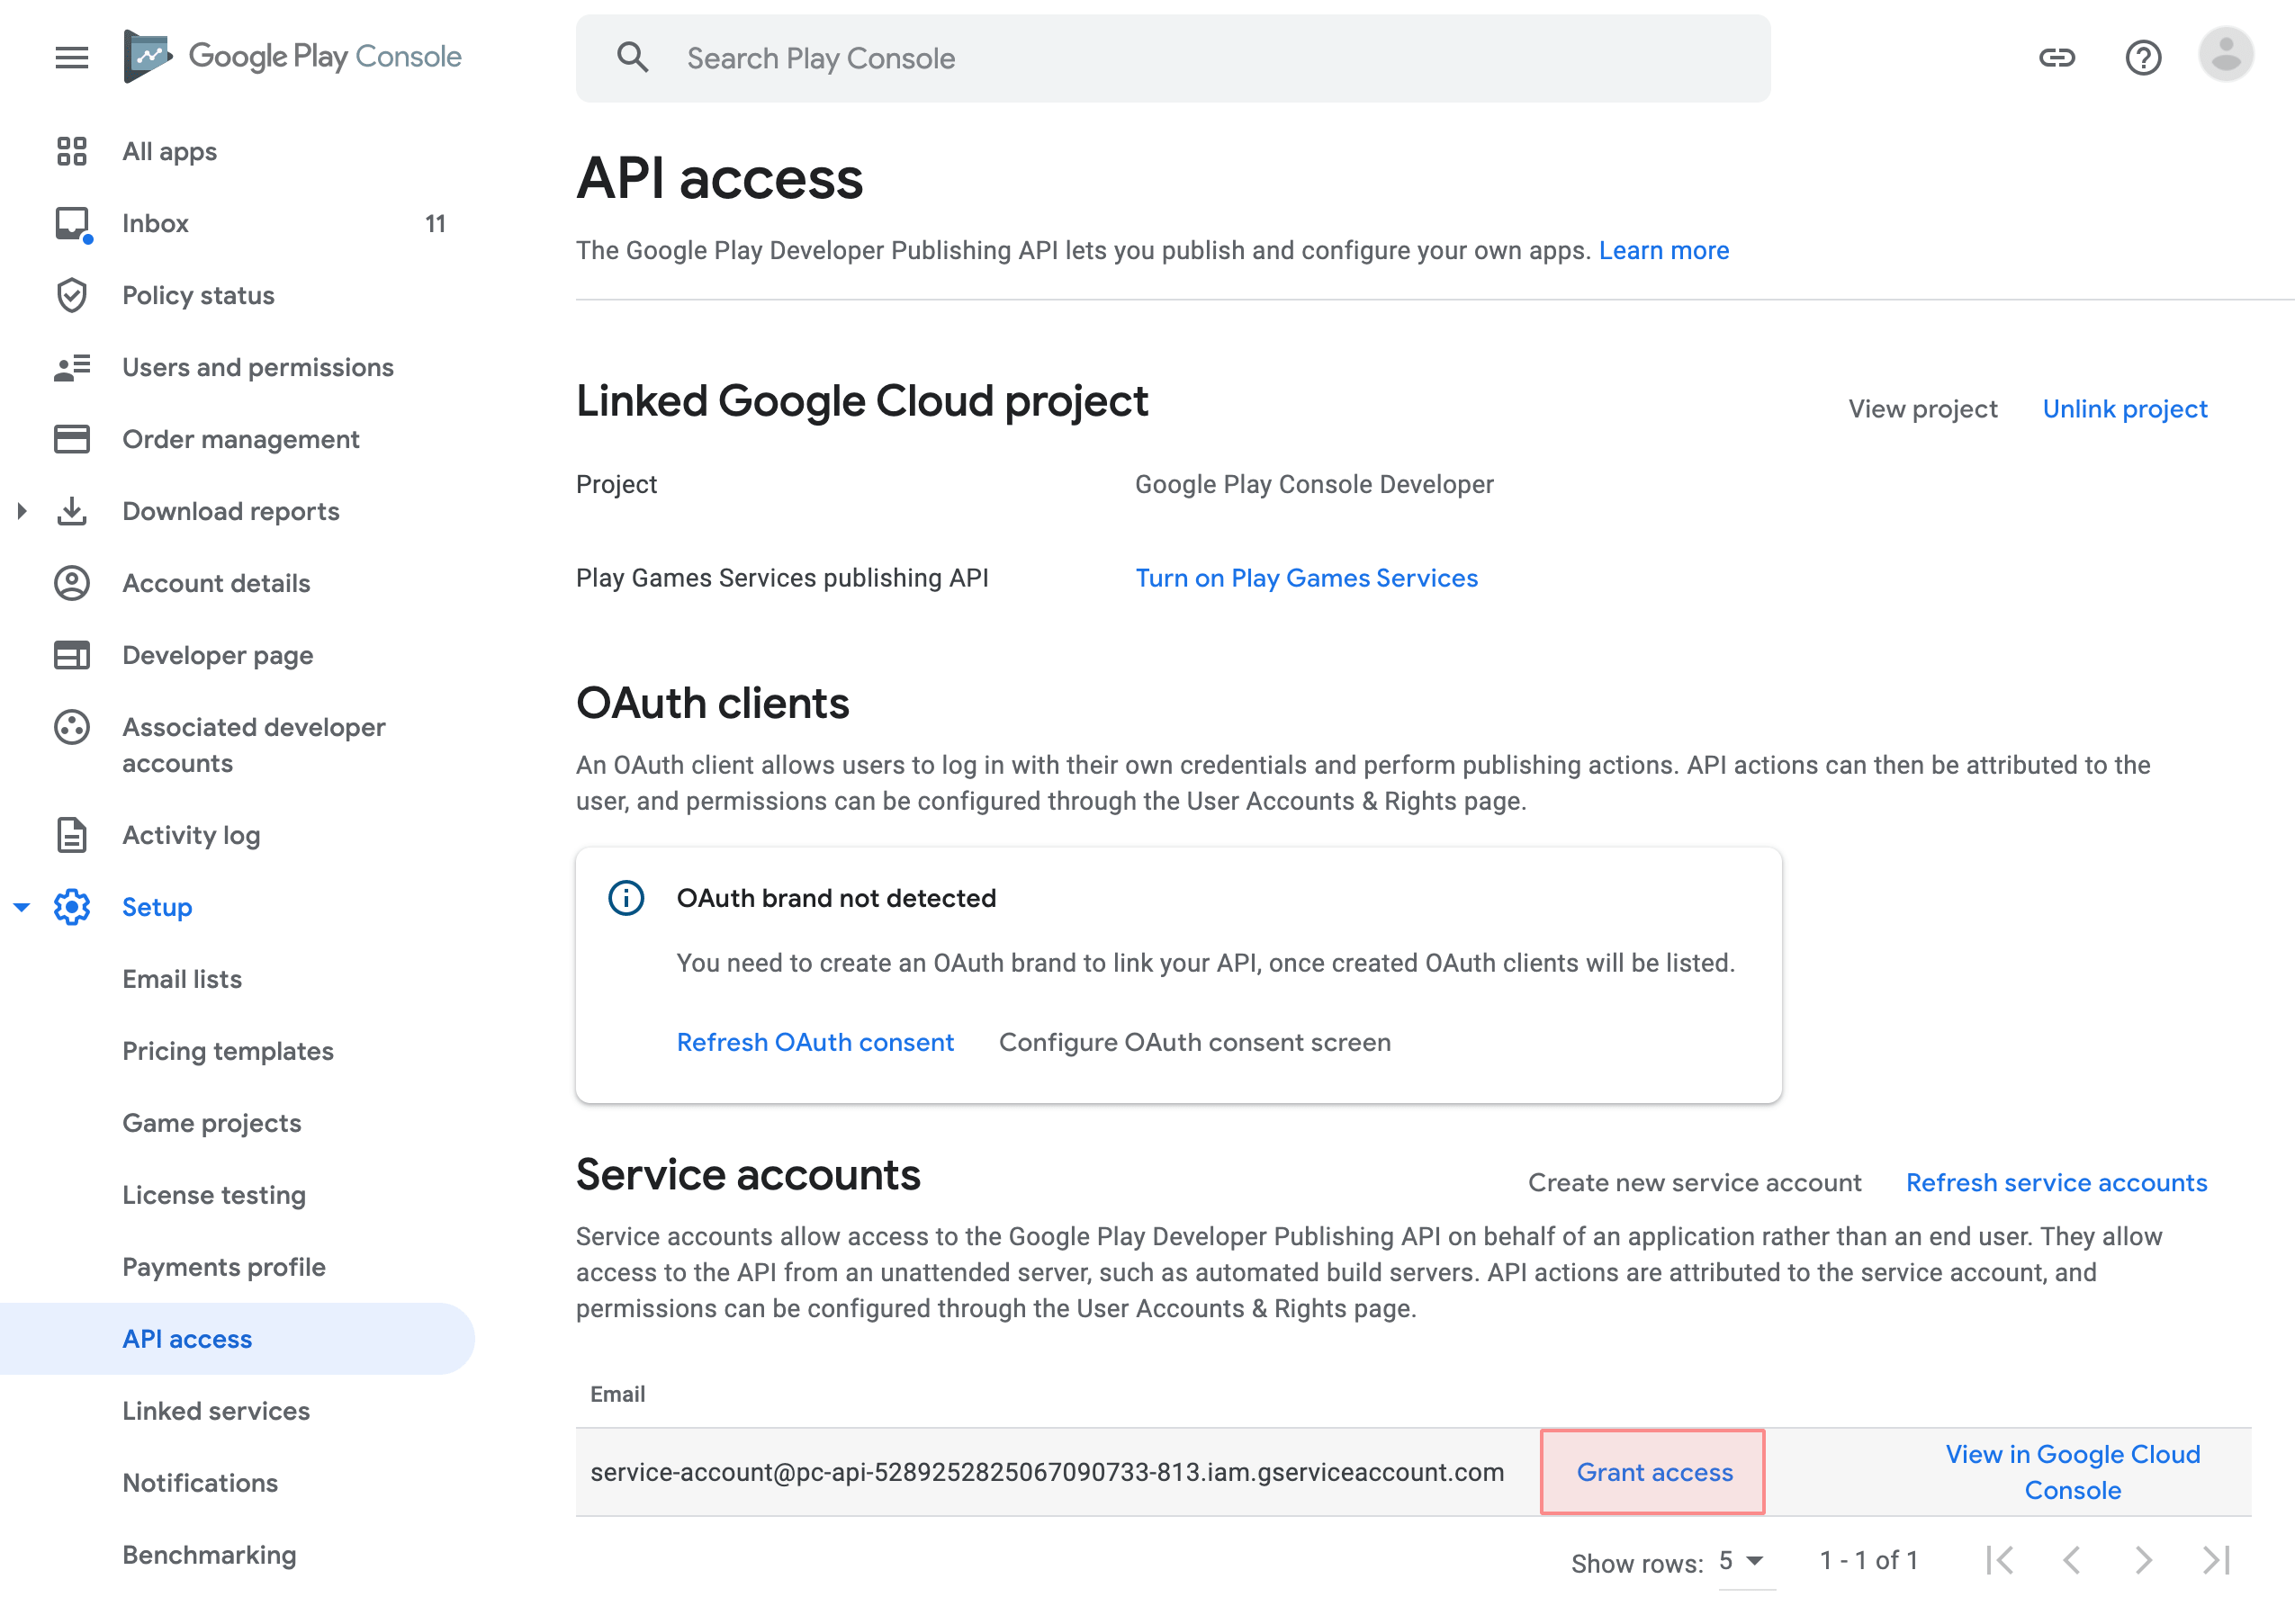 Google Play Console
Search Play Console
All apps
Inbox 11
Policy status
Users and permissions
Order management
Download reports
Account details
Developer page
Associated developer
accounts
Activity log
Setup
Email lists
Pricing templates
Game projects
License testing
Payments profile
API access
Linked services
Notifications
Benchmarking
API access
The Google Play Developer Publishing API lets you publish and configure your own apps. Learn more
Linked Google Cloud project
View project Unlink project
Project Google Play Console Developer
Play Games Services publishing API Turn on Play Games Services
OAuth clients
An OAuth client allows users to log in with their own credentials and perform publishing actions. API actions can then be attributed to the
user, and permissions can be configured through the User Accounts & Rights page.
OAuth brand not detected
You need to create an OAuth brand to link your API, once created OAuth clients will be listed.
Refresh OAuth consent Configure OAuth consent screen
Service accounts
Create new service account Refresh service accounts
Service accounts allow access to the Google Play Developer Publishing API on behalf of an application rather than an end user. They allow
access to the API from an unattended server, such as automated build servers. API actions are attributed to the service account, and
permissions can be configured through the User Accounts & Rights page.
Email
service-account@pc-api-5289252825067090733-813.iam.gserviceaccount.com Grant access View in Google Cloud
Console
Show rows: 5 1 - 1 of 1